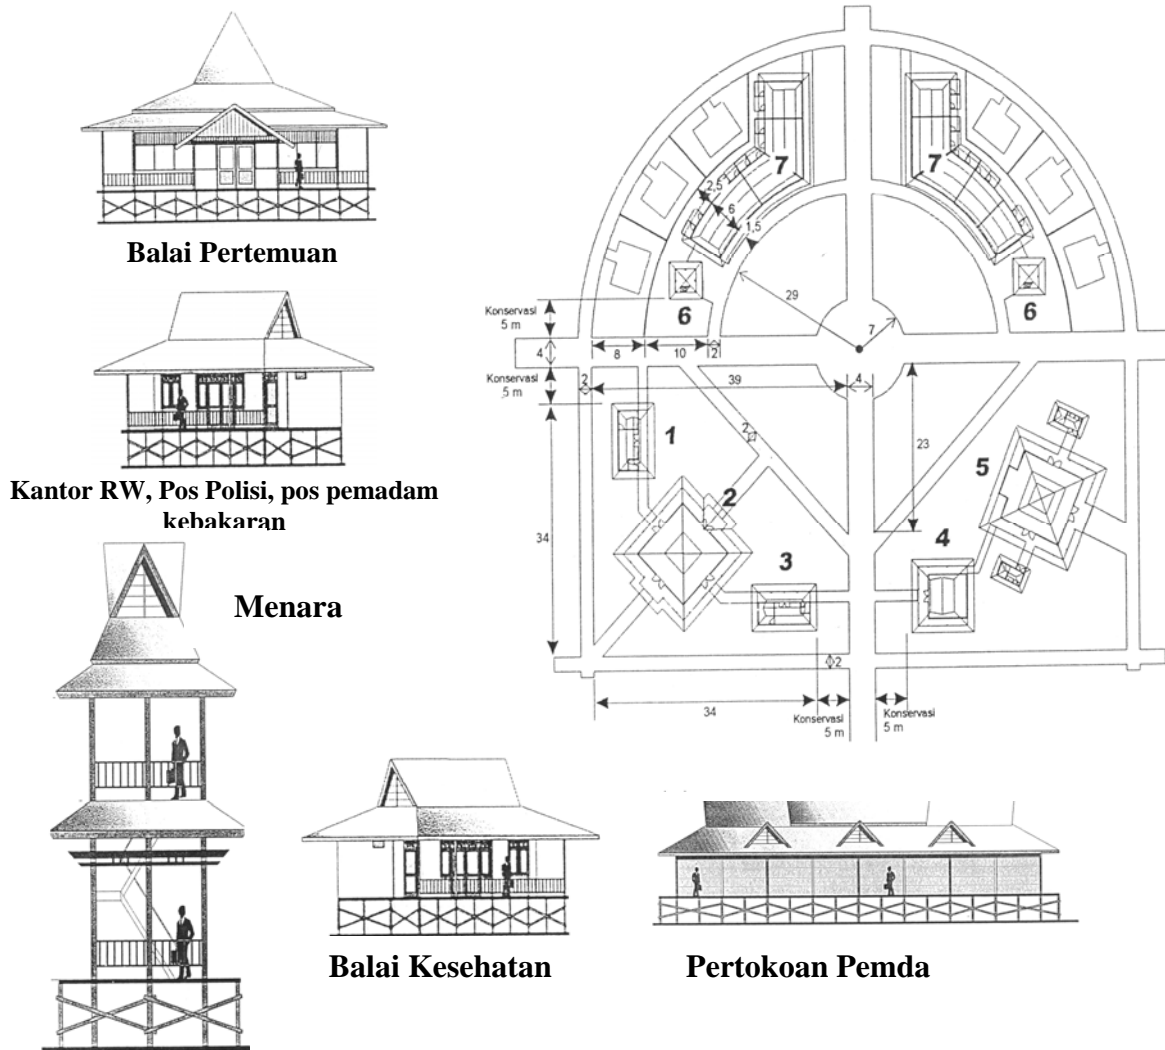 Balai Pertemuan
Kantor RW, Pos Polisi, pos pemadam
kebakaran
Menara
Balai Kesehatan
Pertokoan Pemda
7
7
2,5
6
1,5
29
7
6
6
Konservasi
5 m
4
8
10
2
Konservasi
5 m
2
39
4
1
2
2
23
5
34
3
4
2
34
Konservasi
5 m
Konservasi
5 m